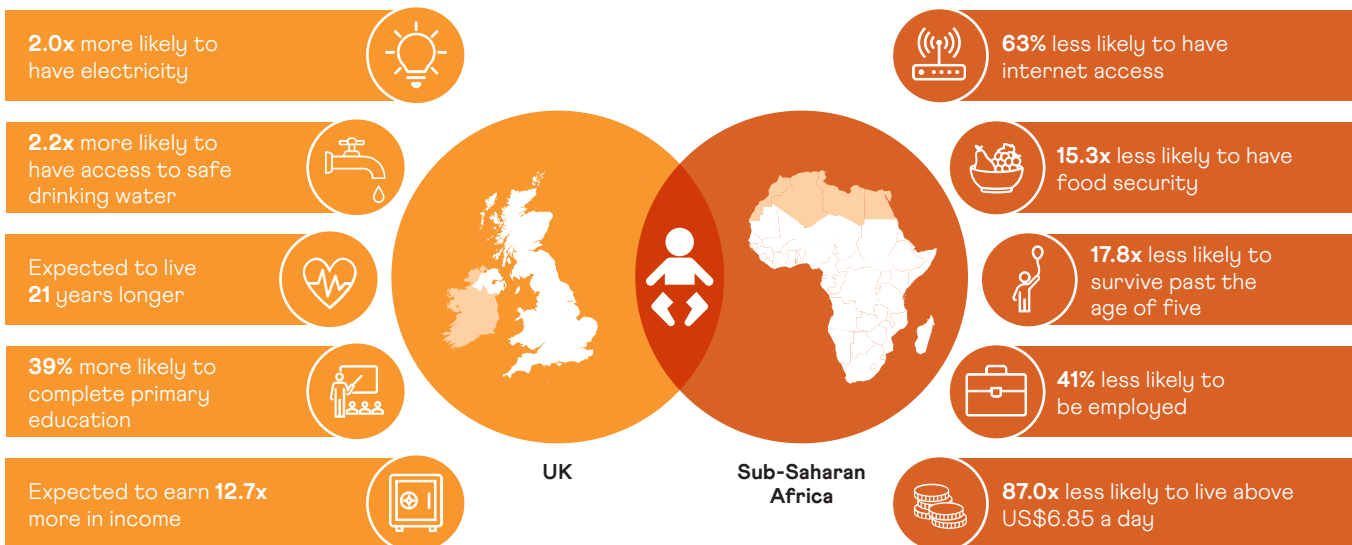 2.0x more likely to
have electricity
2.2x more likely to
have access to safe
drinking water
Expected to live
21 years longer
39% more likely to
complete primary
education
Expected to earn 12.7x
more in income
UK
Sub-Saharan
Africa
63% less likely to have
internet access
15.3x less likely to have
food security
17.8x less likely to
survive past the
age of five
41% less likely to
be employed
87.0x less likely to live above
US$6.85 a day